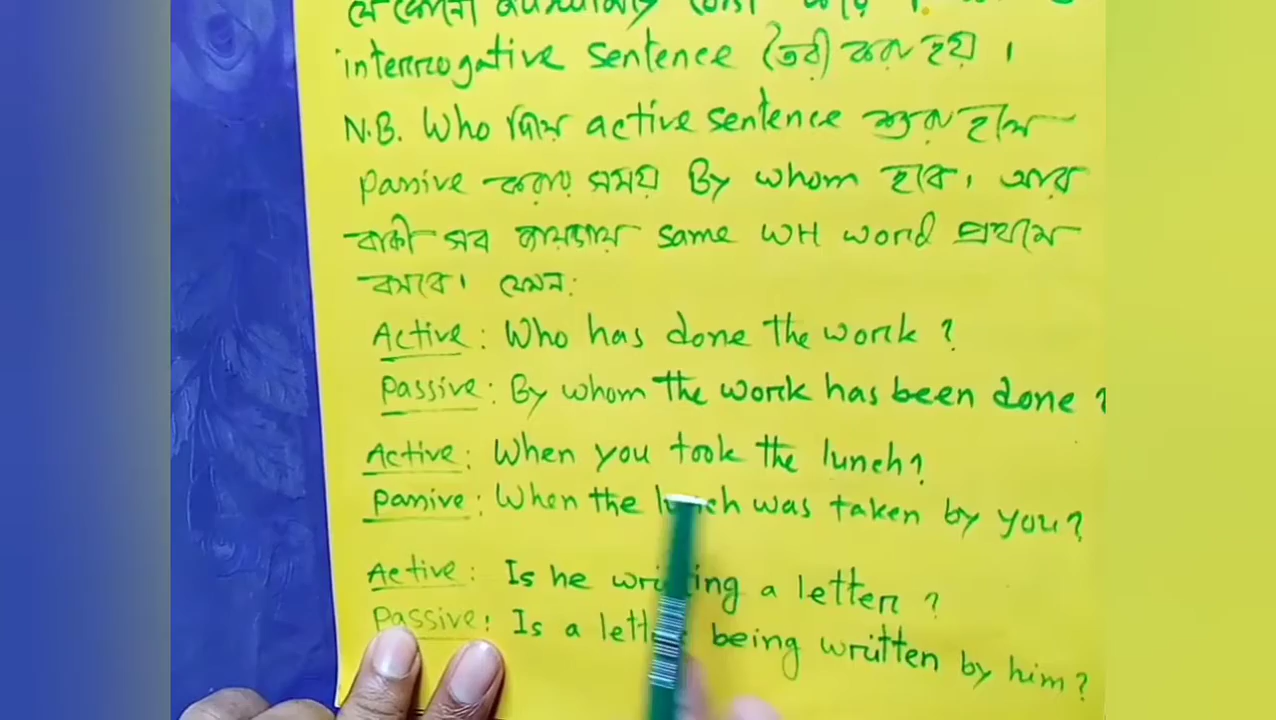 যে কোনো
interrogative sentence তৈরী করা হয় ।
N.B. Who দিয়ে active sentence শুরু হলে
passive করার সময় By whom হবে, আর
বাকী সব জায়গায় same WH word প্রথমে
বসবে। যেমন:
Active: Who has done the work ?
Passive: By whom the work has been done ?
Active: When you took the lunch?
Passive: When the lunch was taken by you?
Active: Is he writing a letter ?
Passive: Is a letter being written by him?